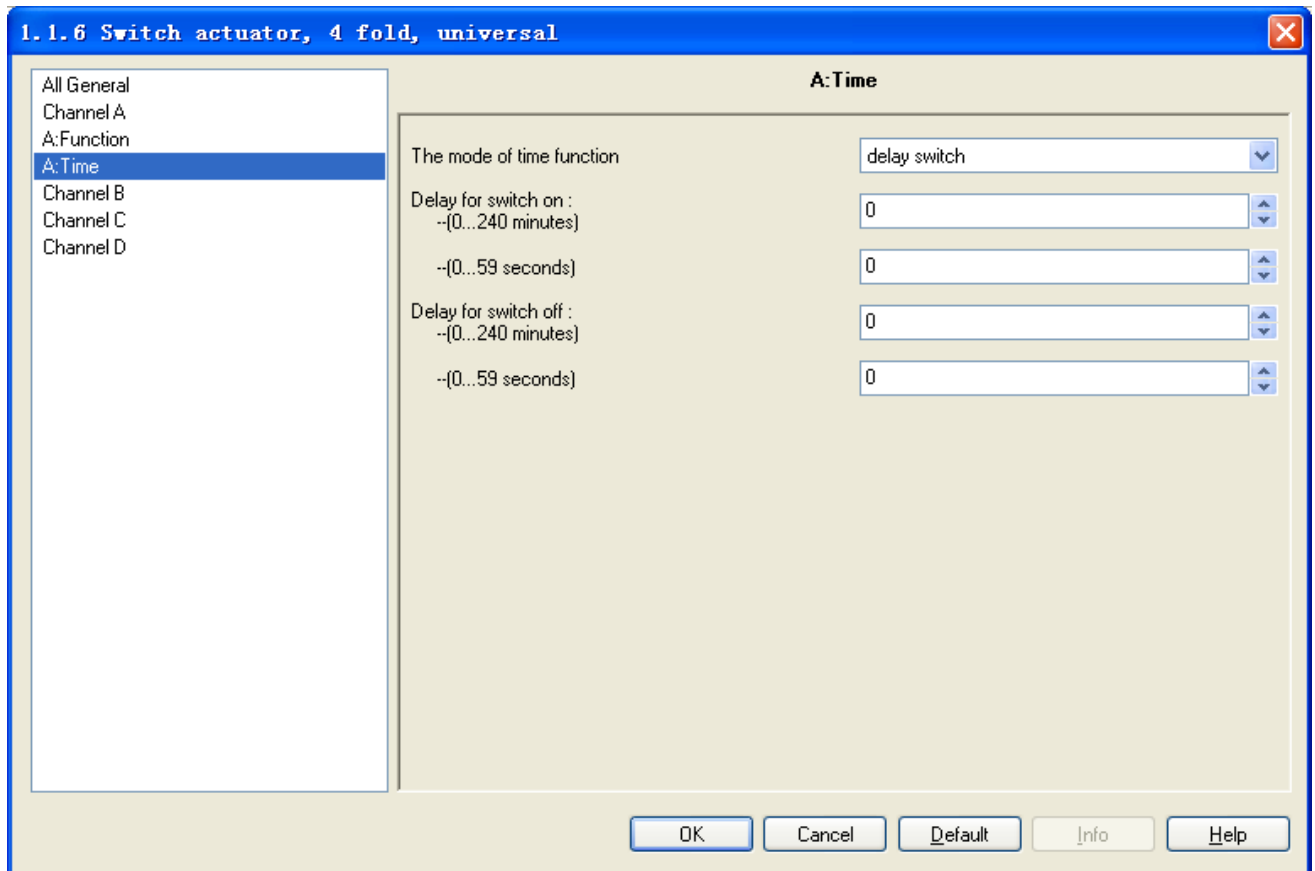 1.1.6 Switch actuator, 4 fold, universal
All General
Channel A
A:Function
A:Time
Channel B
Channel C
Channel D
A:Time
The mode of time function
delay switch
Delay for switch on :
--(0...240 minutes)
0
--(0...59 seconds)
0
Delay for switch off :
--(0...240 minutes)
0
--(0...59 seconds)
0
OK
Cancel
Default
Info
Help